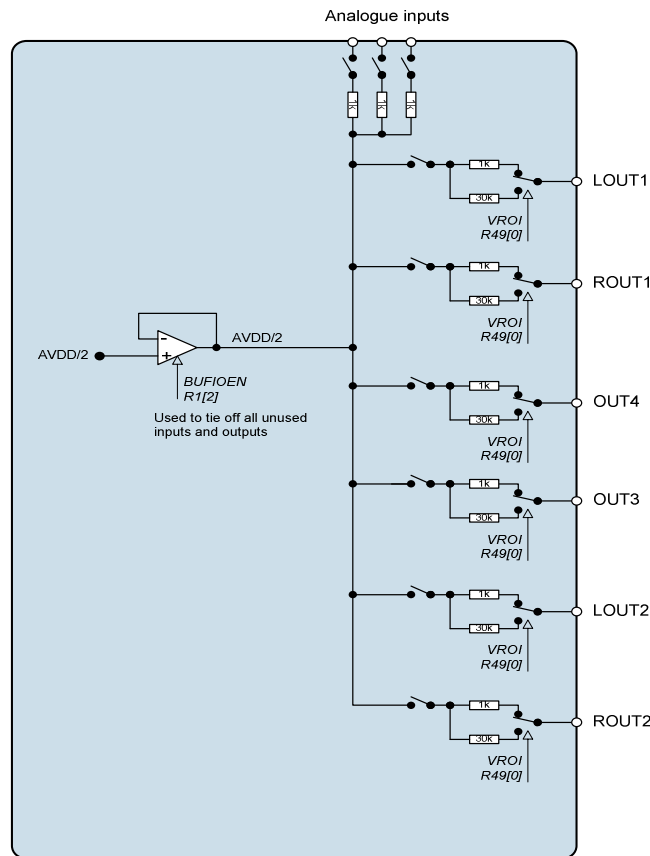 Analogue inputs
1k 1k 1k
1k
30k
LOUT1
VROI
R49[0]
1k
30k
ROUT1
VROI
R49[0]
AVDD/2
-
+
AVDD/2
BUFIOEN
R1[2]
Used to tie off all unused
inputs and outputs
1k
30k
OUT4
VROI
R49[0]
1k
30k
OUT3
VROI
R49[0]
1k
30k
LOUT2
VROI
R49[0]
1k
30k
ROUT2
VROI
R49[0]